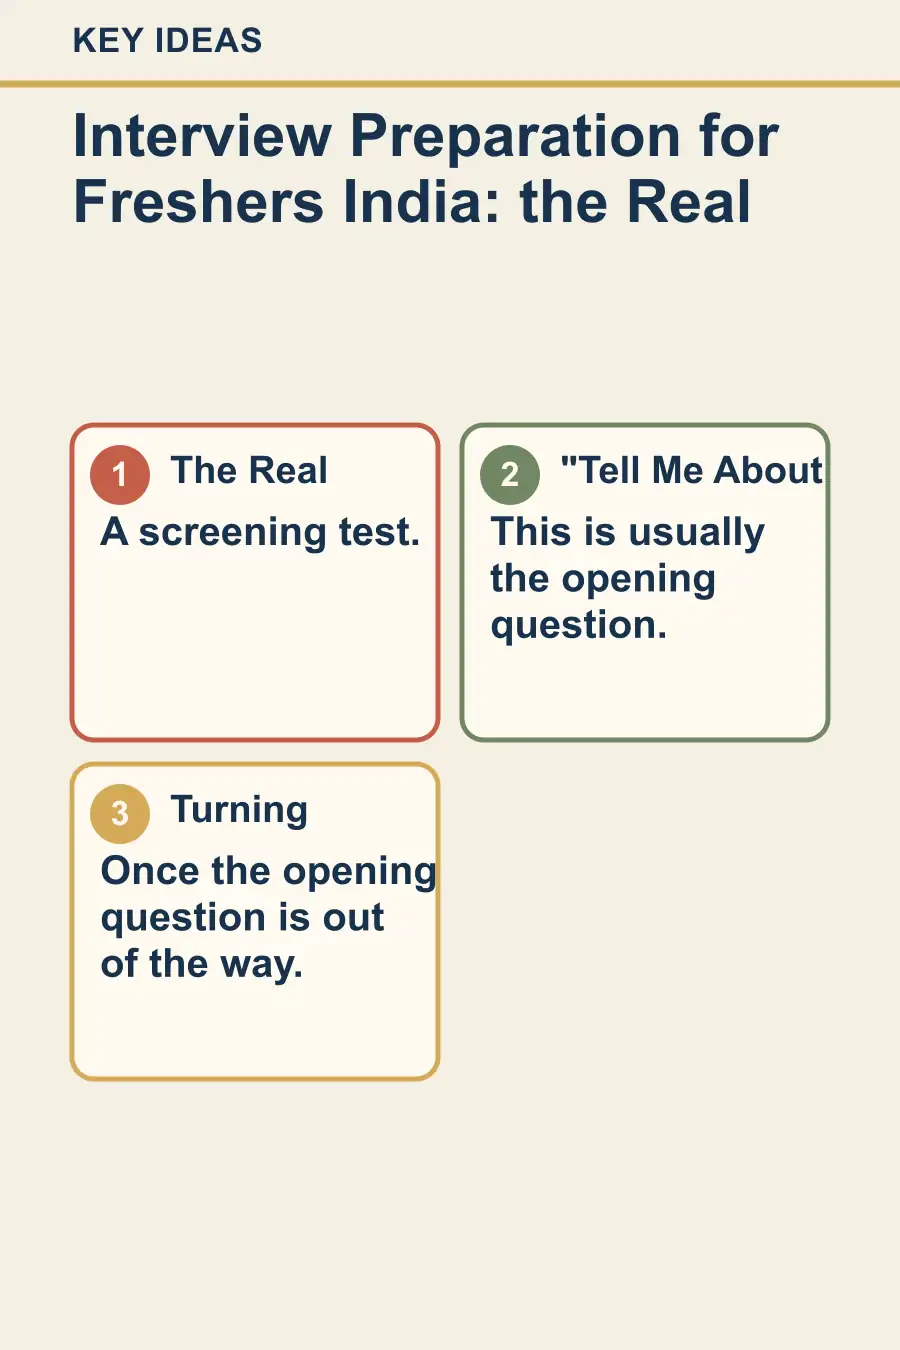 KEY IDEAS
Interview Preparation for
Freshers India: the Real
1 The Real
A screening test.
2 "Tell Me About
This is usually
the opening
question.
3 Turning
Once the opening
question is out
of the way.